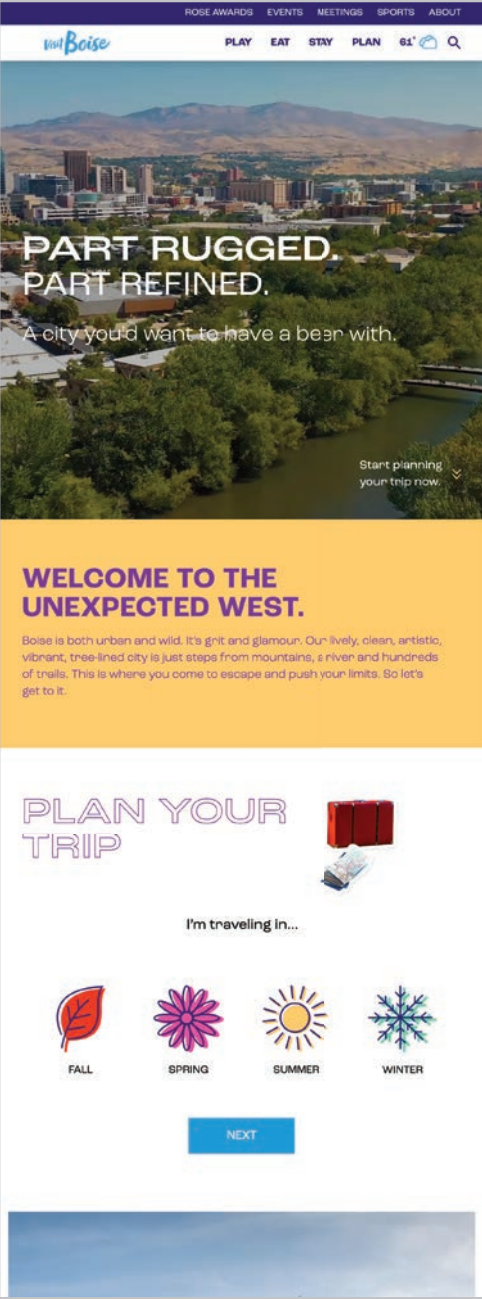 ROSE AWARDS EVENTS MEETINGS SPORTS ABOUT
Visit Boise PLAY EAT STAY PLAN 61°
PART RUGGED.
PART REFINED.
A city you'd want to have a beer with.
Start planning
your trip now.
WELCOME TO THE
UNEXPECTED WEST.
Boise is both urban and wild. It's grit and glamour. Our lively, clean, artistic,
vibrant, tree-lined city is just steps from mountains, a river and hundreds
of trails. This is where you come to escape and push your limits. So let's
get to it.
PLAN YOUR
TRIP
I'm traveling in...
FALL SPRING SUMMER WINTER
NEXT